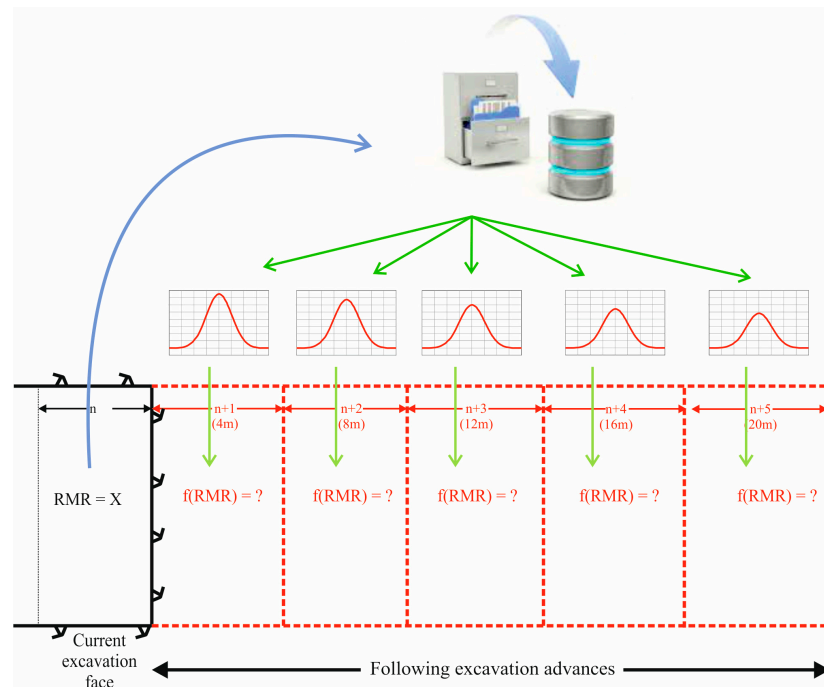 n
n+1
(4m)
n+2
(8m)
n+3
(12m)
n+4
(16m)
n+5
(20m)
RMR = X
f(RMR) = ?
f(RMR) = ?
f(RMR) = ?
f(RMR) = ?
f(RMR) = ?
Current
excavation
face
Following excavation advances